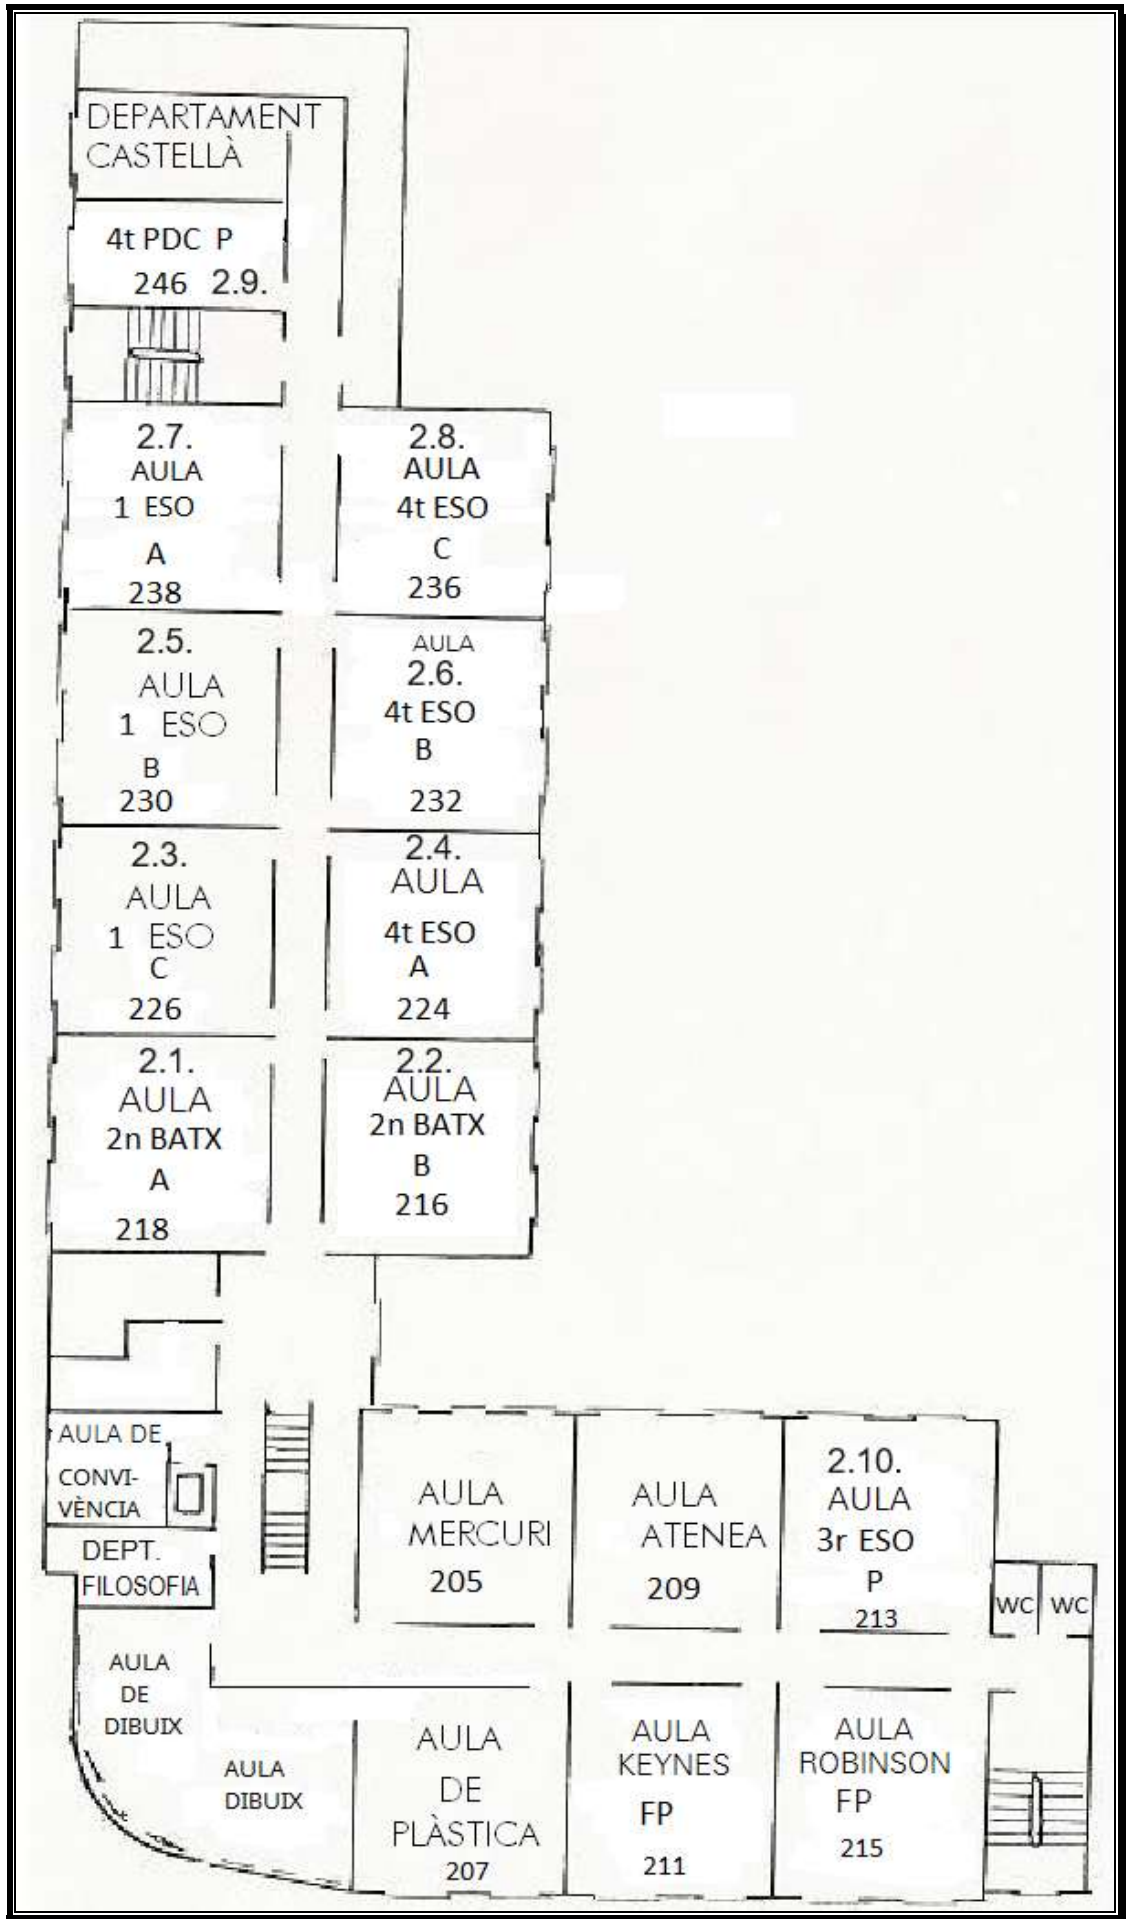 DEPARTAMENT
CASTELLÀ
4t PDC P
246 2.9.
2.7.
AULA
1 ESO
A
238
2.8.
AULA
4t ESO
C
236
2.5.
AULA
1 ESO
B
230
AULA
2.6.
4t ESO
B
232
2.3.
AULA
1 ESO
C
226
2.4.
AULA
4t ESO
A
224
2.1.
AULA
2n BATX
A
218
2.2.
AULA
2n BATX
B
216
AULA DE
CONVI-
VÈNCIA
DEPT.
FILOSOFIA
AULA
MERCURI
205
AULA
ATENEA
209
2.10.
AULA
3r ESO
P
213
WC WC
AULA
DE
DIBUIX
AULA
DIBUIX
AULA
DE
PLÀSTICA
207
AULA
KEYNES
FP
211
AULA
ROBINSON
FP
215